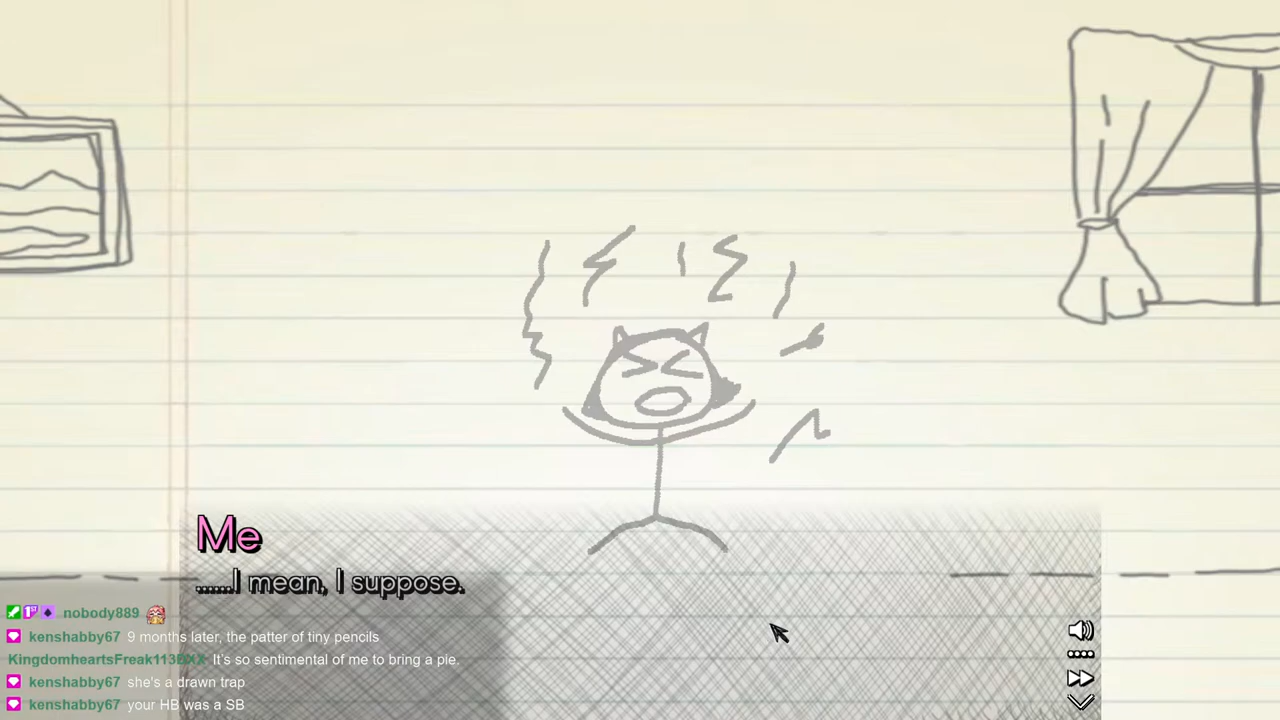 Me
......I mean, I suppose.
nobody889
kenshabby67 9 months later, the patter of tiny pencils
It's so sentimental of me to bring a pie.
kenshabby67 she's a drawn trap
kenshabby67 your HB was a SB